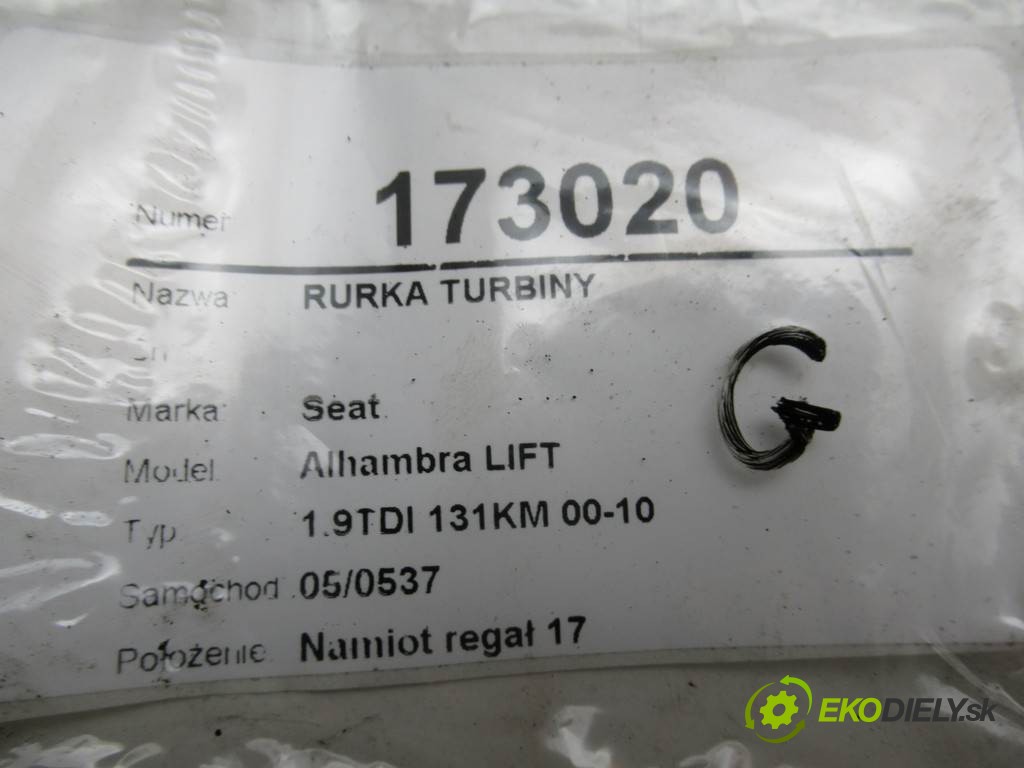 Numer 173020
Nazwa RURKA TURBINY
Marka: Seat
Model Alhambra LIFT
Typ 1.9TDI 131KM 00-10
Samochód 05/0537
Położenie Namiot regał 17
G
EKODIELY.sk